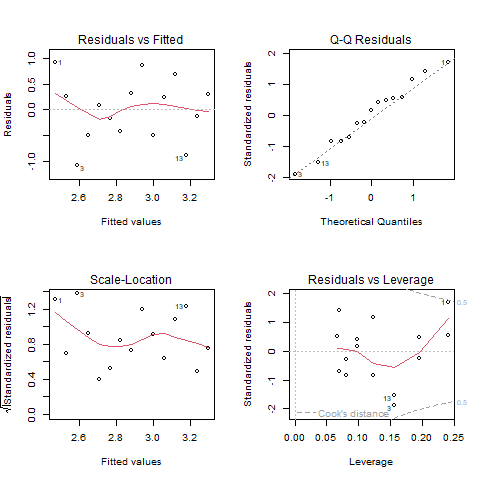 Residuals vs Fitted
Residuals
1.0
0.5
0.0
-1.0
1
3
13
2.6 2.8 3.0 3.2
Fitted values
Q-Q Residuals
Standardized residuals
2
1
0
-1
-2
1
13
3
-1 0 1
Theoretical Quantiles
Scale-Location
√|Standardized residuals|
1.2
0.8
0.4
0.0
1
3
13
2.6 2.8 3.0 3.2
Fitted values
Residuals vs Leverage
Standardized residuals
2
1
0
-1
-2
0.5
1
13
3
0.5
Cook's distance
0.00 0.05 0.10 0.15 0.20 0.25
Leverage